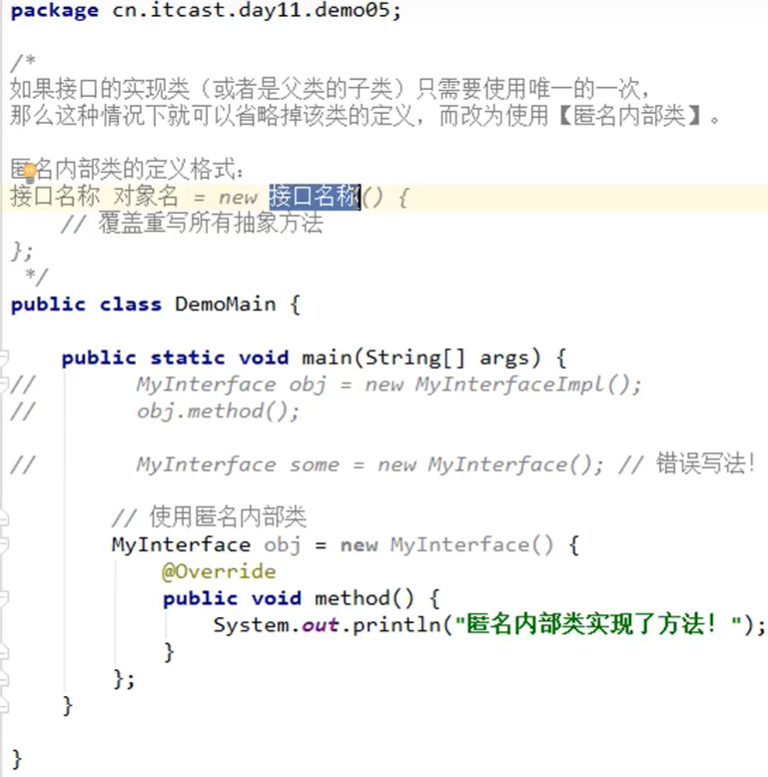 package cn.itcast.day11.demo05;
/*
如果接口的实现类（或者是父类的子类）只需要使用唯一的一次，
那么这种情况下就可以省略掉该类的定义，而改为使用【匿名内部类】。
匿名内部类的定义格式：
接口名称 对象名 = new 接口名称() {
// 覆盖重写所有抽象方法
};
*/
public class DemoMain {
public static void main(String[] args) {
// MyInterface obj = new MyInterfaceImpl();
// obj.method();
// MyInterface some = new MyInterface(); // 错误写法！
// 使用匿名内部类
MyInterface obj = new MyInterface() {
@Override
public void method() {
System.out.println("匿名内部类实现了方法！");
}
};
}
}